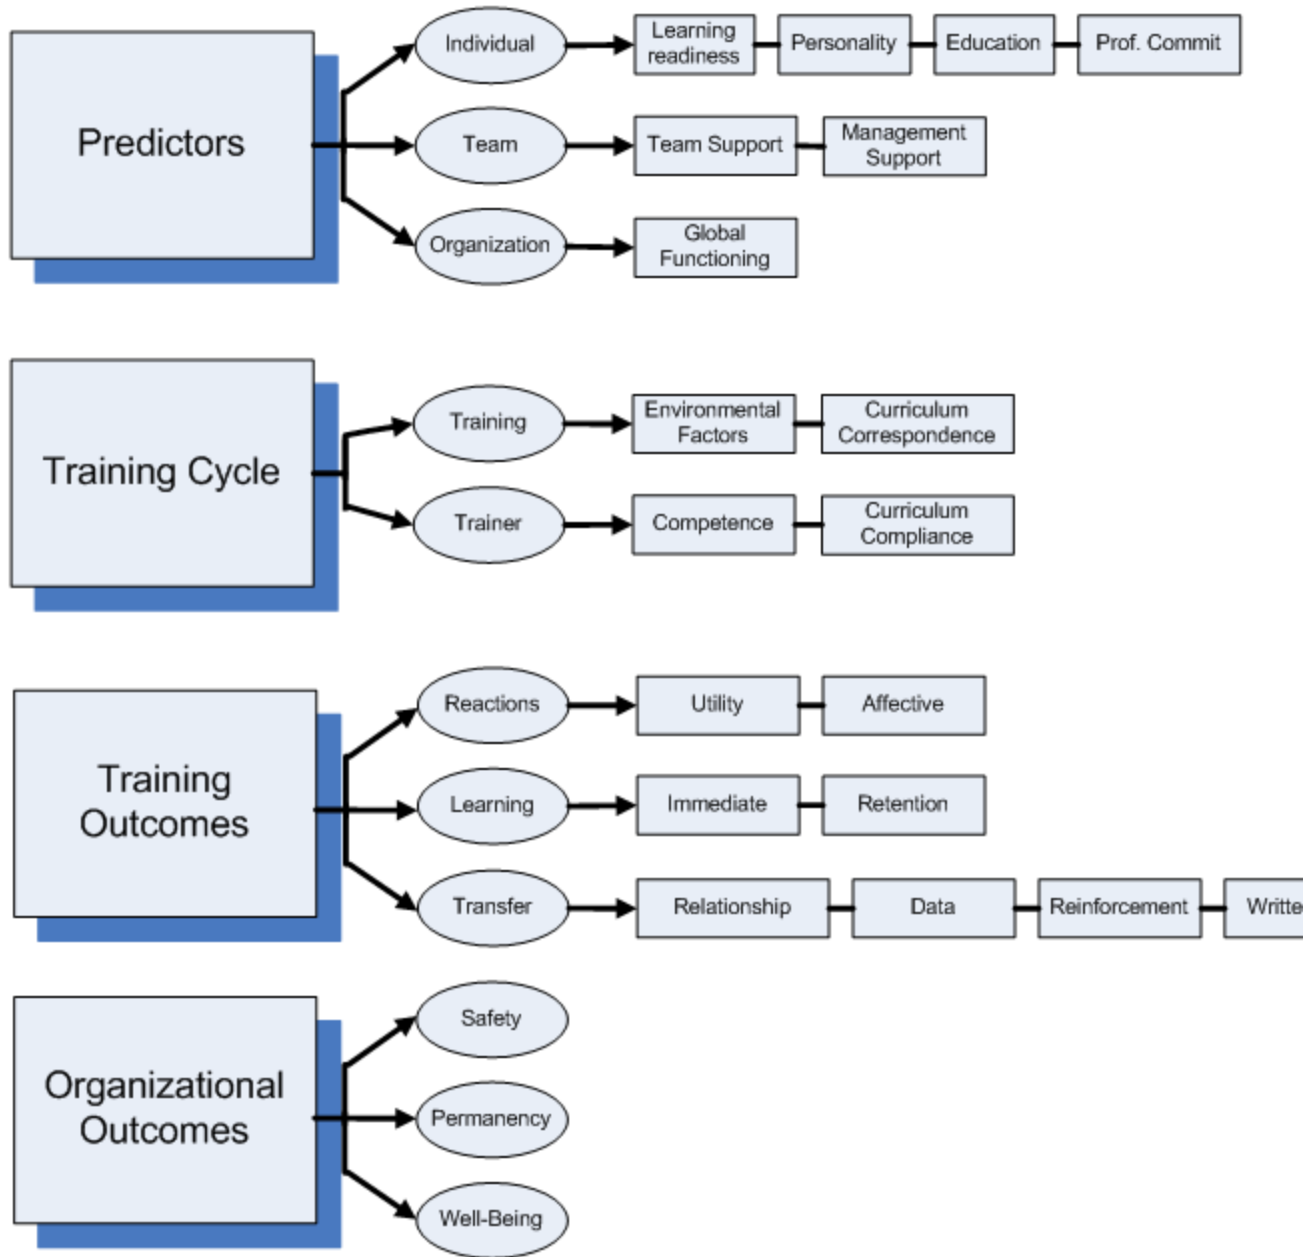 Predictors
Individual
Learning
readiness
Personality
Education
Prof. Commit
Team
Team Support
Management
Support
Organization
Global
Functioning
Training Cycle
Training
Environmental
Factors
Curriculum
Correspondence
Trainer
Competence
Curriculum
Compliance
Training
Outcomes
Reactions
Utility
Affective
Learning
Immediate
Retention
Transfer
Relationship
Data
Reinforcement
Organizational
Outcomes
Safety
Permanency
Well-Being